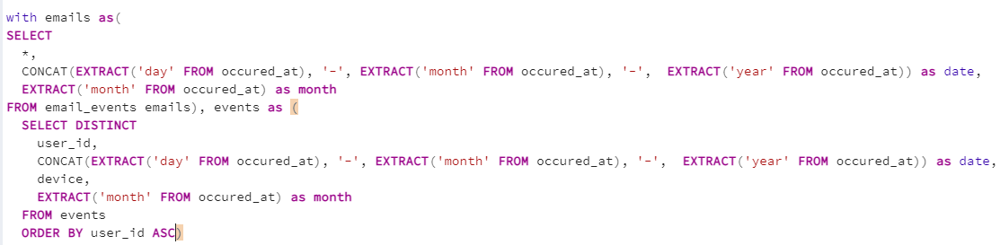 with emails as(
SELECT
*,
CONCAT(EXTRACT('day' FROM occured_at), '-', EXTRACT('month' FROM occured_at), '-',  EXTRACT('year' FROM occured_at)) as date,
EXTRACT('month' FROM occured_at) as month
FROM email_events emails), events as (
SELECT DISTINCT
user_id,
CONCAT(EXTRACT('day' FROM occured_at), '-', EXTRACT('month' FROM occured_at), '-',  EXTRACT('year' FROM occured_at)) as date,
device,
EXTRACT('month' FROM occured_at) as month
FROM events
ORDER BY user_id ASC)